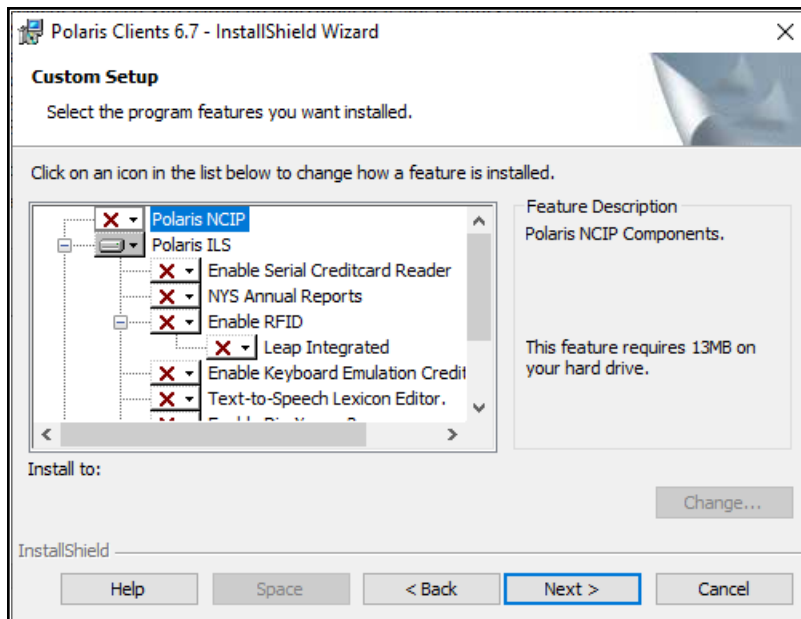 Polaris Clients 6.7 - InstallShield Wizard
Custom Setup
Select the program features you want installed.
Click on an icon in the list below to change how a feature is installed.
Polaris NCIP
Polaris ILS
Enable Serial Creditcard Reader
NYS Annual Reports
Enable RFID
Leap Integrated
Enable Keyboard Emulation Credit
Text-to-Speech Lexicon Editor.
Feature Description
Polaris NCIP Components.
This feature requires 13MB on
your hard drive.
Install to:
Change...
InstallShield
Help
Space
< Back
Next >
Cancel